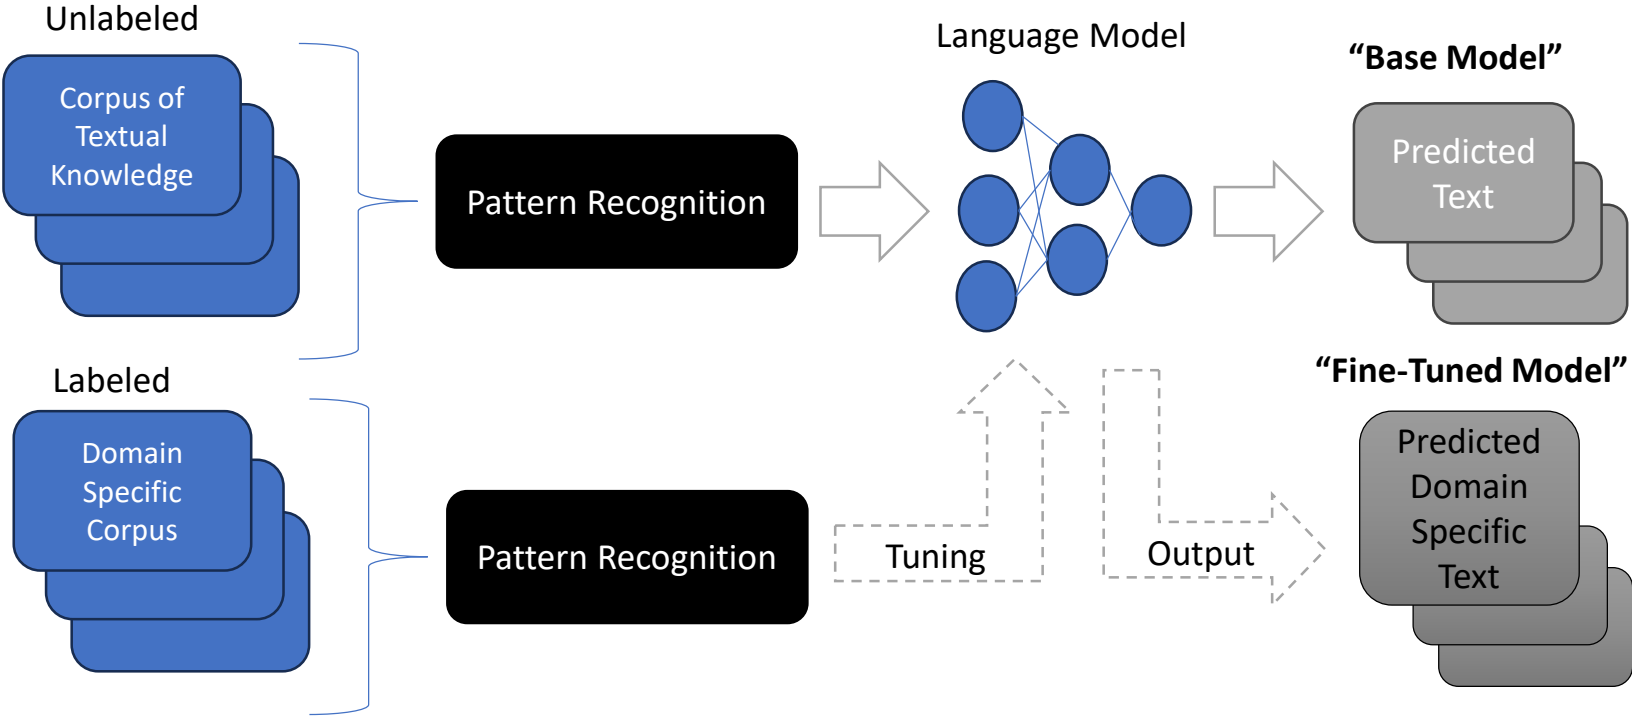 Unlabeled
Corpus of
Textual
Knowledge
Pattern Recognition
Language Model
“Base Model”
Predicted
Text
Labeled
Domain
Specific
Corpus
Pattern Recognition
Tuning
Output
“Fine-Tuned Model”
Predicted
Domain
Specific
Text